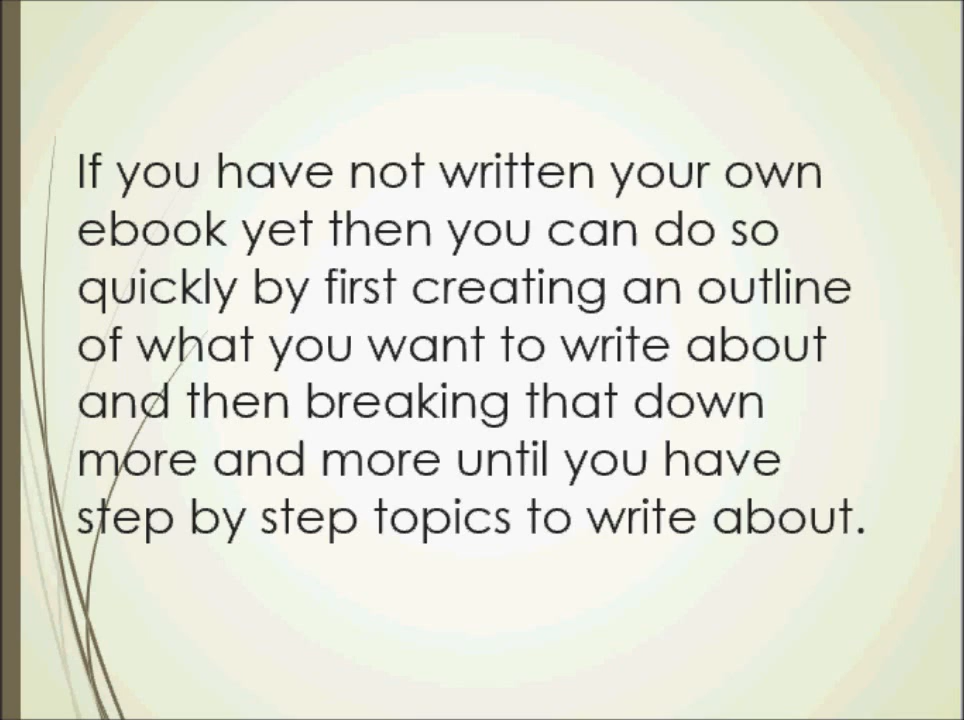 If you have not written your own
ebook yet then you can do so
quickly by first creating an outline
of what you want to write about
and then breaking that down
more and more until you have
step by step topics to write about.